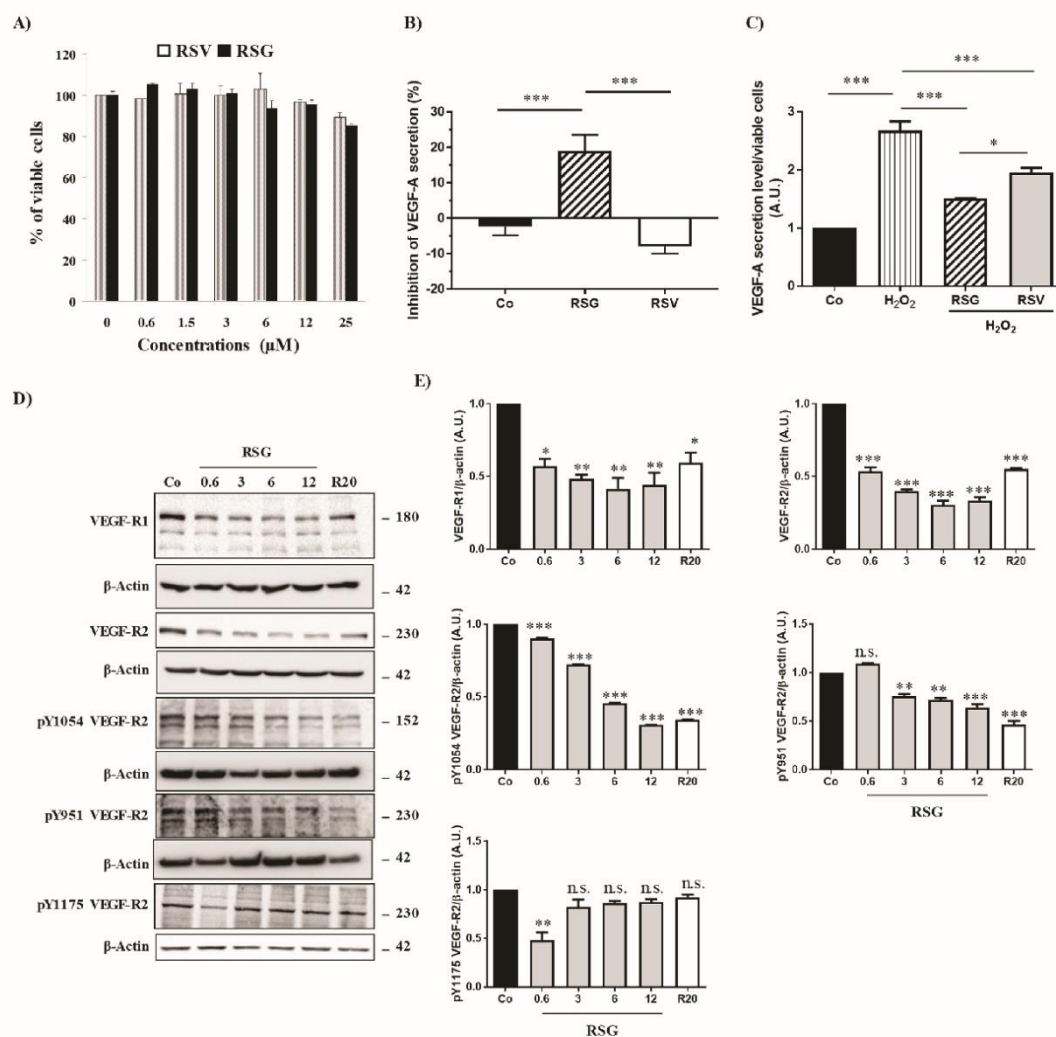 A)
RSV RSG
120
100
80
60
40
20
0
% of viable cells
0 0.6 1.5 3 6 12 25
Concentrations (µM)
B)
***
***
40
30
20
10
0
-10
-20
Inhibition of VEGF-A secretion (%)
Co RSG RSV
C)
***
***
***
*
3
2
1
0
VEGF-A secretion level/viable cells
(A.U.)
Co H₂O₂ RSG RSV
H₂O₂
D)
RSG
Co 0.6 3 6 12 R20
VEGF-R1 – 180
β-Actin – 42
VEGF-R2 – 230
β-Actin – 42
pY1054 VEGF-R2 – 152
β-Actin – 42
pY951 VEGF-R2 – 230
β-Actin – 42
pY1175 VEGF-R2 – 230
β-Actin – 42
E)
VEGF-R1/β-actin (A.U.)
1.0
0.5
0.0
* ** ** ** *
Co 0.6 3 6 12 R20
VEGF-R2/β-actin (A.U.)
1.0
0.5
0.0
*** *** *** *** ***
Co 0.6 3 6 12 R20
pY1054 VEGF-R2/β-actin (A.U.)
1.0
0.5
0.0
*** *** *** *** ***
Co 0.6 3 6 12 R20
pY951 VEGF-R2/β-actin (A.U.)
1.5
1.0
0.5
0.0
n.s. ** ** *** ***
Co 0.6 3 6 12 R20
RSG
pY1175 VEGF-R2/β-actin (A.U.)
1.5
1.0
0.5
0.0
** n.s. n.s. n.s. n.s.
Co 0.6 3 6 12 R20
RSG